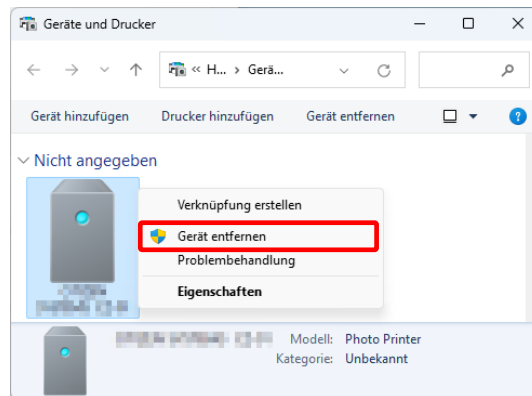 Geräte und Drucker
« H... › Gerä...
Gerät hinzufügen Drucker hinzufügen Gerät entfernen ?
Nicht angegeben
Verknüpfung erstellen
Gerät entfernen
Problembehandlung
Eigenschaften
Modell: Photo Printer
Kategorie: Unbekannt